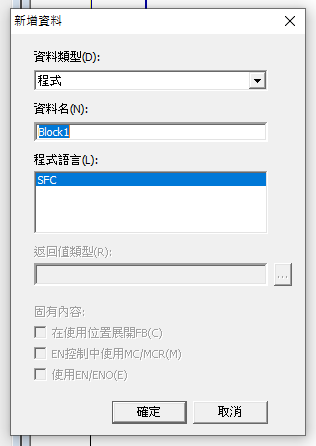 新增資料
資料類型(D):
程式
資料名(N):
Block1
程式語言(L):
SFC
返回值類型(R):
...
固有內容:
在使用位置展開FB(C)
EN控制中使用MC/MCR(M)
使用EN/ENO(E)
確定
取消